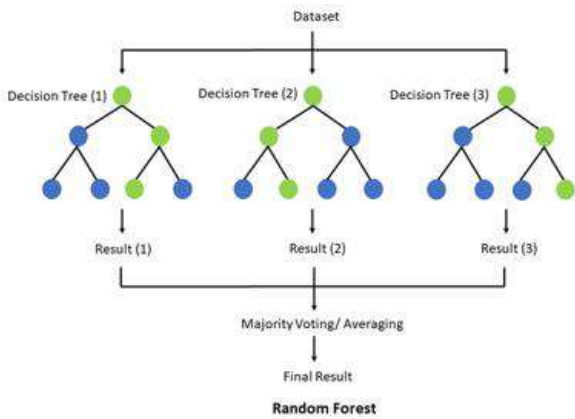 Dataset
Decision Tree (1)
Decision Tree (2)
Decision Tree (3)
Result (1)
Result (2)
Result (3)
Majority Voting/ Averaging
Final Result
Random Forest